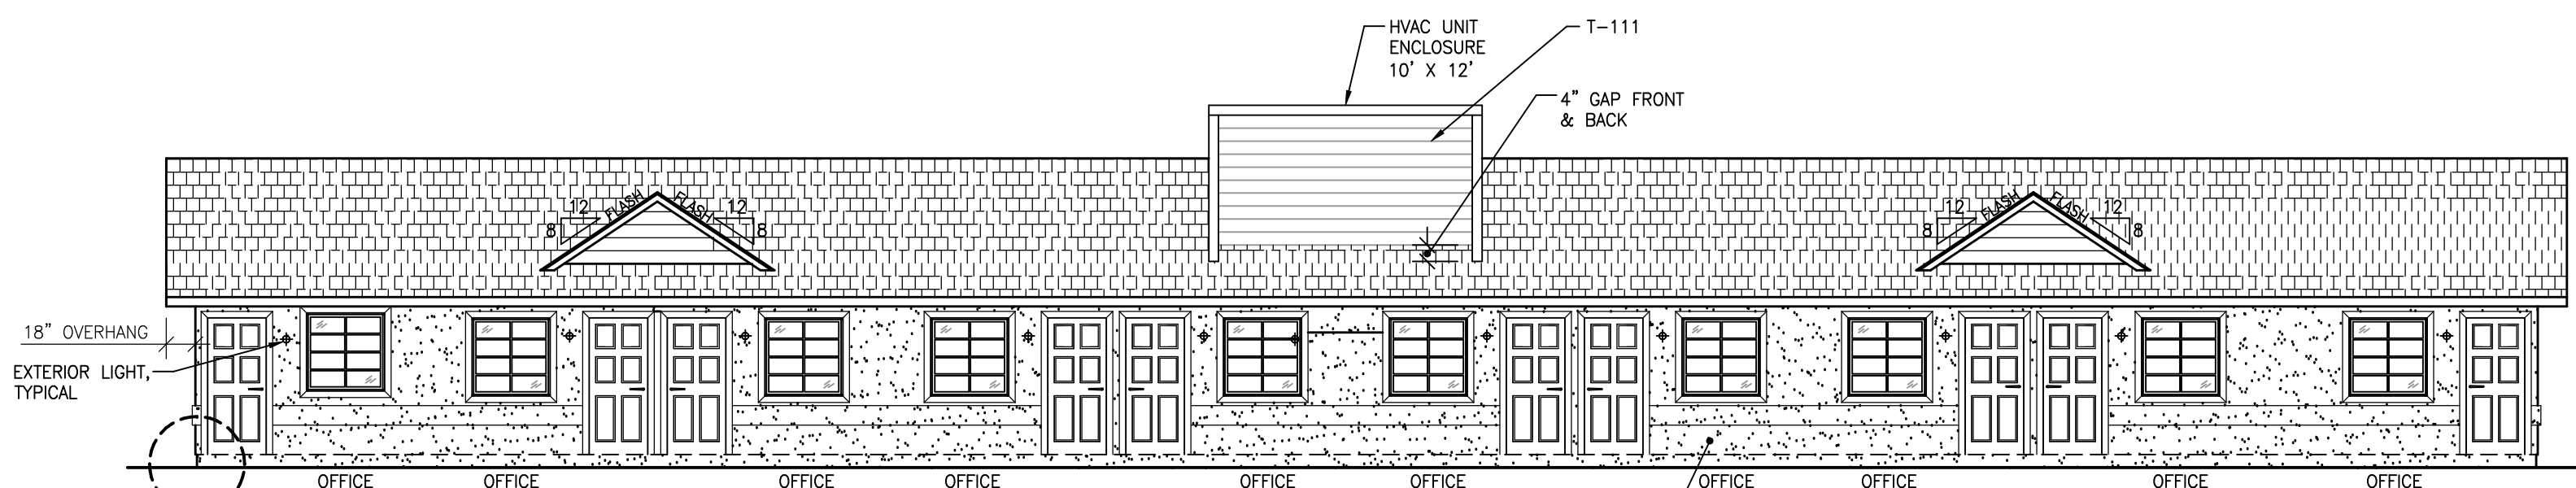 HVAC UNIT
ENCLOSURE
10' X 12'
T-111
4" GAP FRONT
& BACK
12
8
FLASH
FLASH
12
8
12
8
FLASH
FLASH
12
8
18" OVERHANG
EXTERIOR LIGHT,
TYPICAL
OFFICE
OFFICE
OFFICE
OFFICE
OFFICE
OFFICE
OFFICE
OFFICE
OFFICE
OFFICE